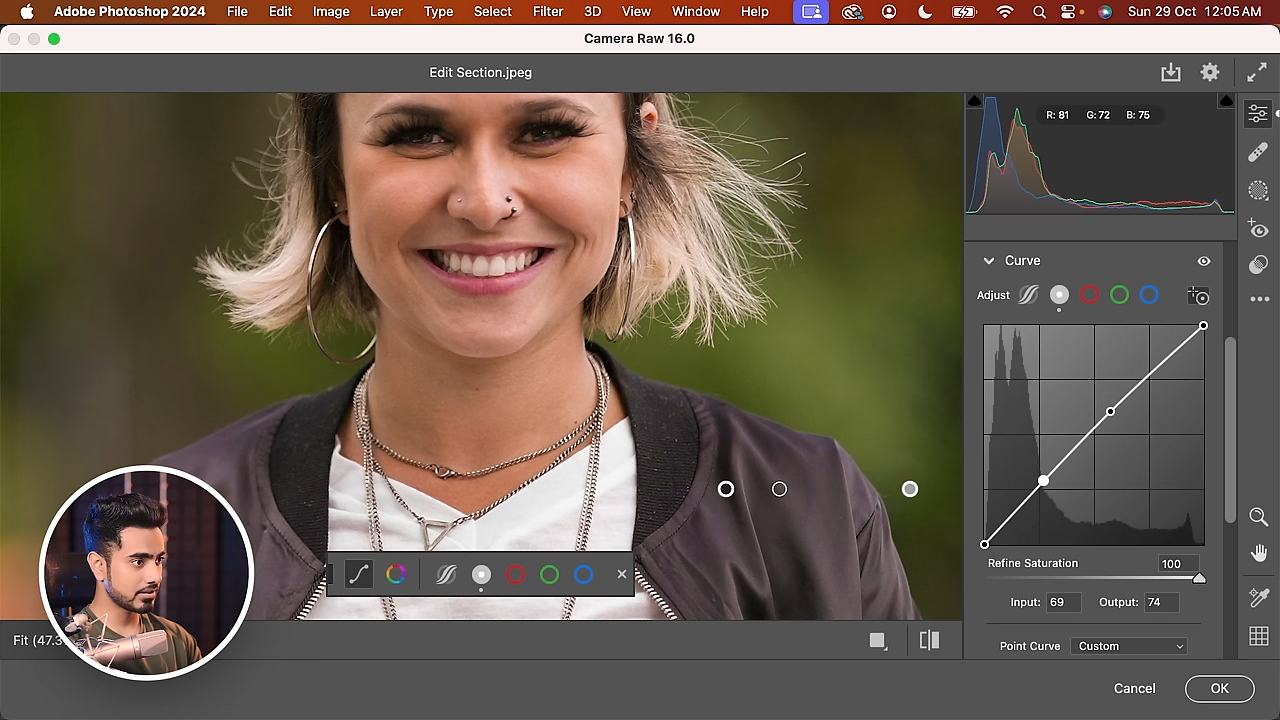 Adobe Photoshop 2024 File Edit Image Layer Type Select Filter 3D View Window Help Sun 29 Oct 12:05 AM
Camera Raw 16.0
Edit Section.jpeg
R: 81 G: 72 B: 75
Curve
Adjust
Refine Saturation 100
Input: 69 Output: 74
Fit (47.3
Point Curve Custom
Cancel OK